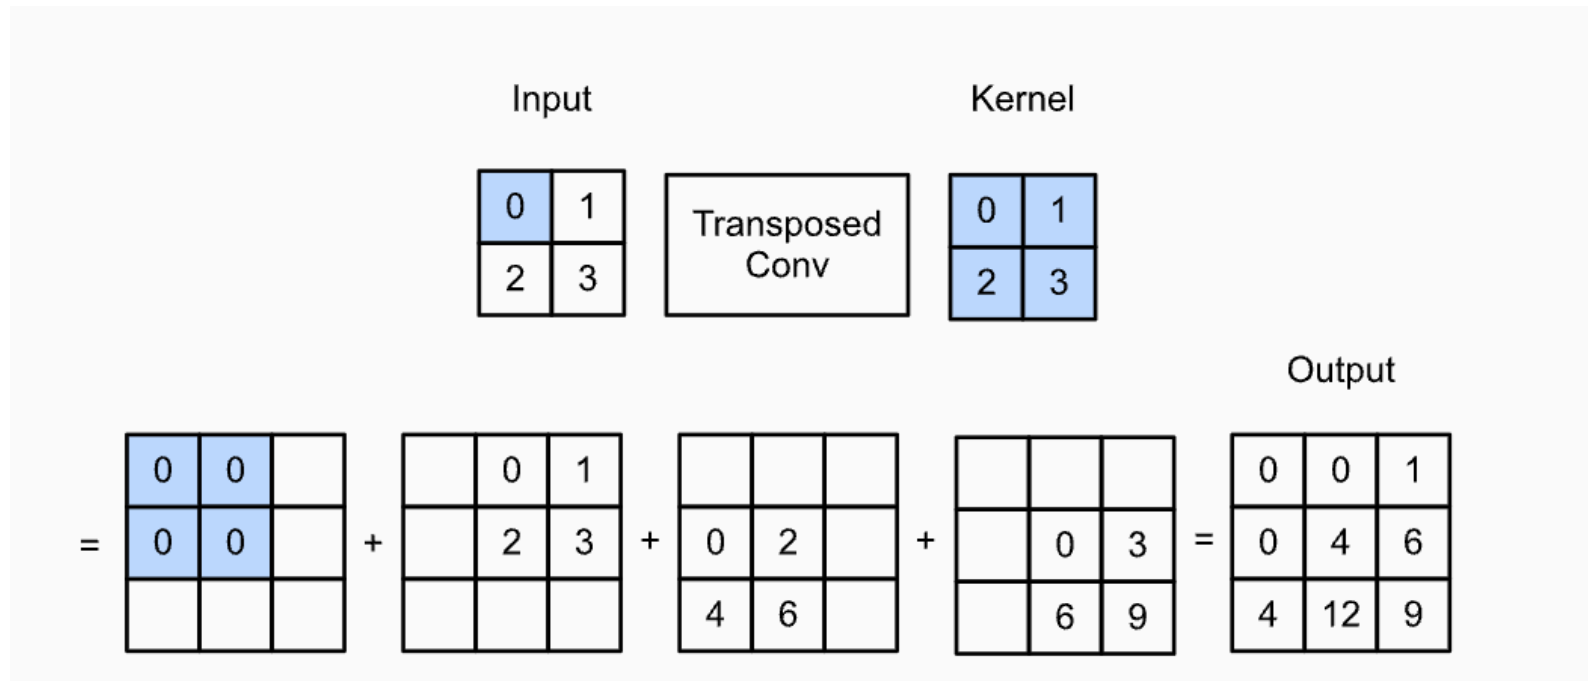 Input Kernel
0 1 Transposed 0 1
2 3 Conv 2 3
Output
0 0 0 1 0 0 1
= 0 0 + 2 3 + 0 2 + 0 3 = 0 4 6
4 6 6 9 4 12 9